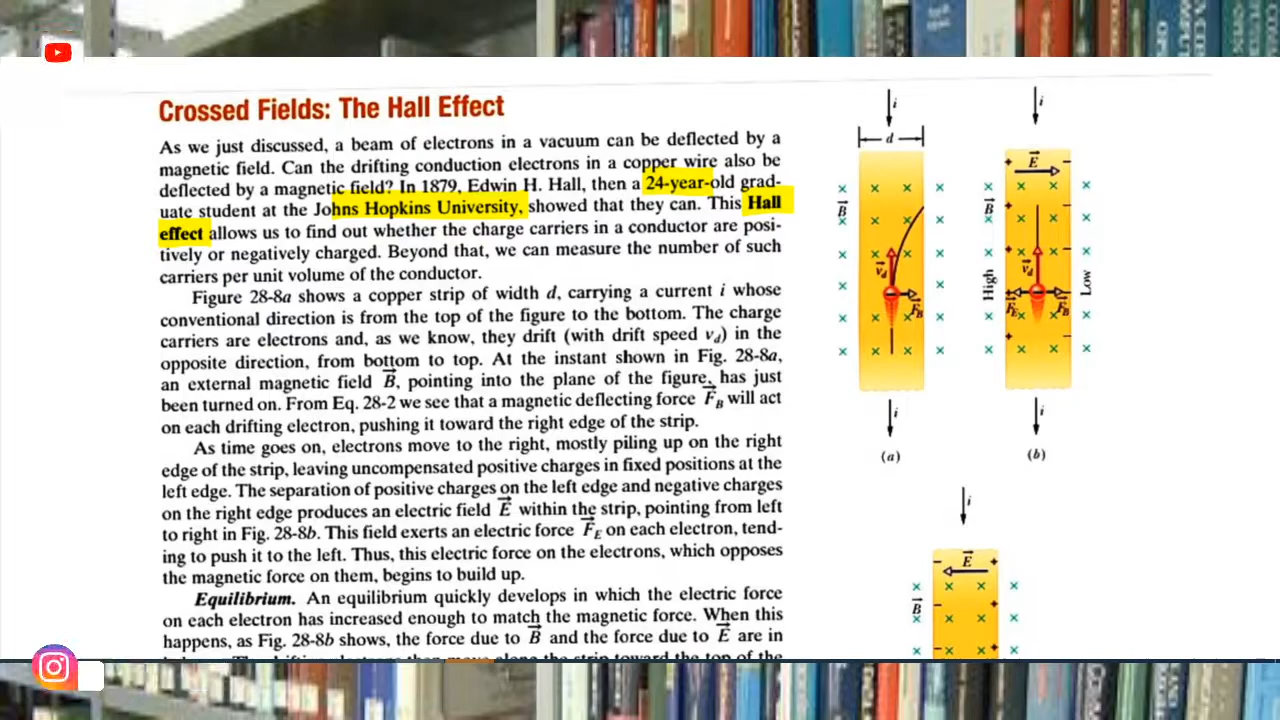 Crossed Fields: The Hall Effect
As we just discussed, a beam of electrons in a vacuum can be deflected by a
magnetic field. Can the drifting conduction electrons in a copper wire also be
deflected by a magnetic field? In 1879, Edwin H. Hall, then a 24-year-old grad-
uate student at the Johns Hopkins University, showed that they can. This Hall
effect allows us to find out whether the charge carriers in a conductor are posi-
tively or negatively charged. Beyond that, we can measure the number of such
carriers per unit volume of the conductor.
Figure 28-8a shows a copper strip of width d, carrying a current i whose
conventional direction is from the top of the figure to the bottom. The charge
carriers are electrons and, as we know, they drift (with drift speed v_d) in the
opposite direction, from bottom to top. At the instant shown in Fig. 28-8a,
an external magnetic field B⃗, pointing into the plane of the figure, has just
been turned on. From Eq. 28-2 we see that a magnetic deflecting force F⃗_B will act
on each drifting electron, pushing it toward the right edge of the strip.
As time goes on, electrons move to the right, mostly piling up on the right
edge of the strip, leaving uncompensated positive charges in fixed positions at the
left edge. The separation of positive charges on the left edge and negative charges
on the right edge produces an electric field E⃗ within the strip, pointing from left
to right in Fig. 28-8b. This field exerts an electric force F⃗_E on each electron, tend-
ing to push it to the left. Thus, this electric force on the electrons, which opposes
the magnetic force on them, begins to build up.
Equilibrium. An equilibrium quickly develops in which the electric force
on each electron has increased enough to match the magnetic force. When this
happens, as Fig. 28-8b shows, the force due to B⃗ and the force due to E⃗ are in
i
d
B⃗
v⃗_d
F⃗_B
i
(a)
i
E⃗
B⃗
High
Low
v⃗_d
F⃗_E
F⃗_B
i
(b)
i
E⃗
B⃗